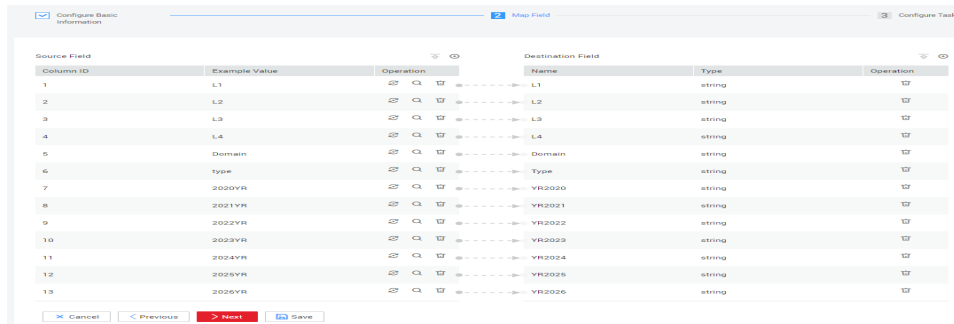 Configure Basic Information 2 Map Field 3 Configure Task
Source Field Destination Field
Column ID Example Value Operation Name Type Operation
1 L1 L1 string
2 L2 L2 string
3 L3 L3 string
4 L4 L4 string
5 Domain Domain string
6 type Type string
7 2020YR YR2020 string
8 2021YR YR2021 string
9 2022YR YR2022 string
10 2023YR YR2023 string
11 2024YR YR2024 string
12 2025YR YR2025 string
13 2026YR YR2026 string
× Cancel < Previous > Next Save